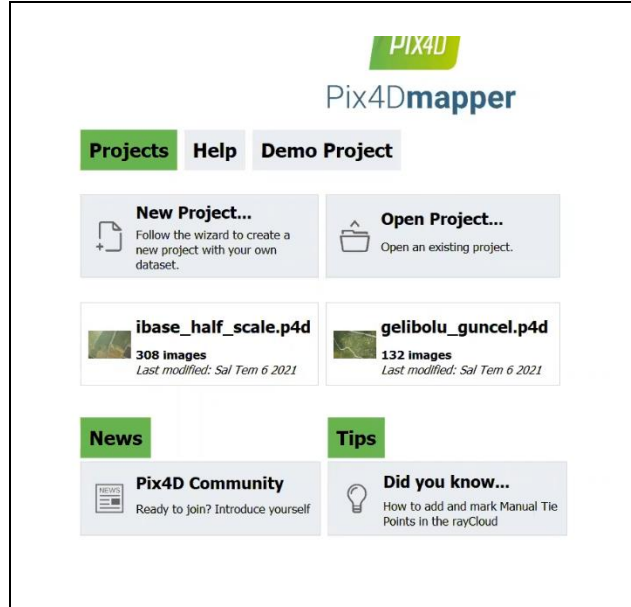 PIX4D
Pix4Dmapper
Projects Help Demo Project
New Project...
Follow the wizard to create a
new project with your own
dataset.
Open Project...
Open an existing project.
ibase_half_scale.p4d
308 images
Last modified: Sal Tem 6 2021
gelibolu_guncel.p4d
132 images
Last modified: Sal Tem 6 2021
News
Tips
NEWS
Pix4D Community
Ready to join? Introduce yourself
Did you know...
How to add and mark Manual Tie
Points in the rayCloud